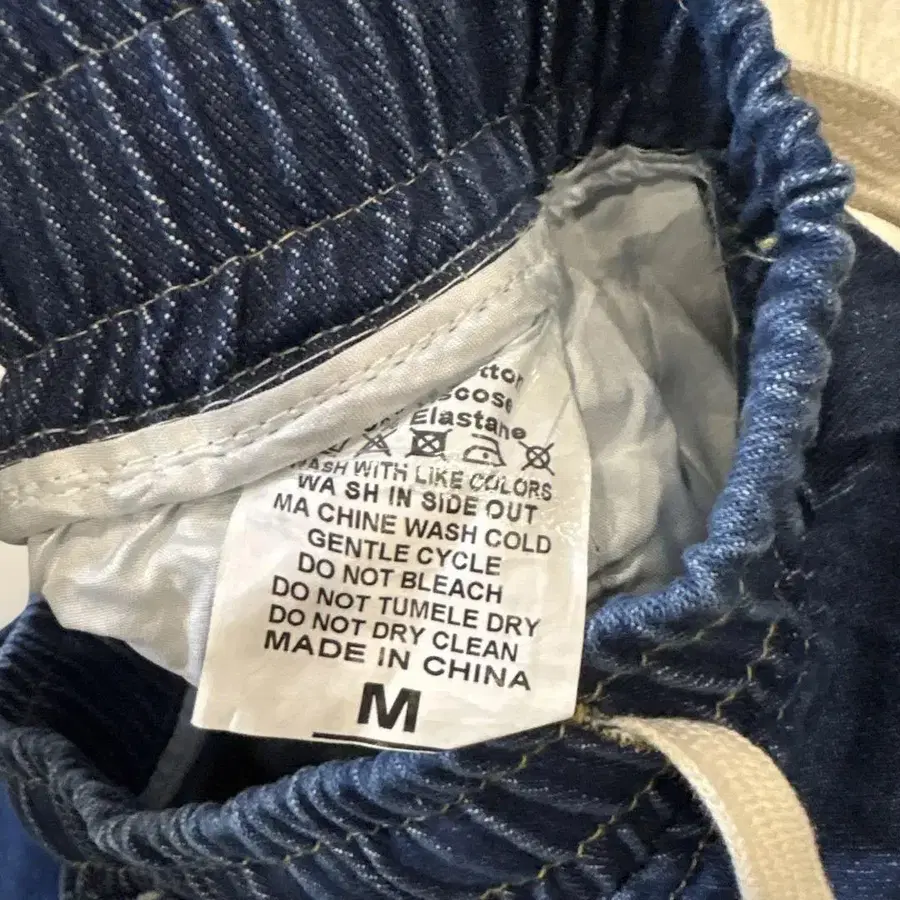 Elastane
WASH WITH LIKE COLORS
WA SH IN SIDE OUT
MA CHINE WASH COLD
GENTLE CYCLE
DO NOT BLEACH
DO NOT TUMELE DRY
DO NOT DRY CLEAN
MADE IN CHINA
M